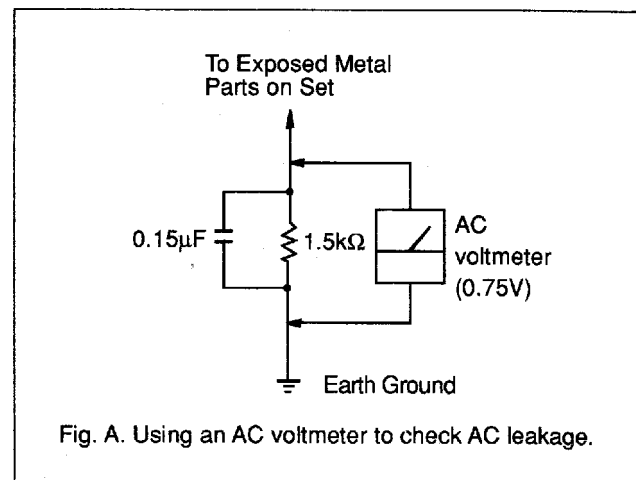 To Exposed Metal
Parts on Set
0.15μF
1.5kΩ
AC
voltmeter
(0.75V)
Earth Ground
Fig. A. Using an AC voltmeter to check AC leakage.